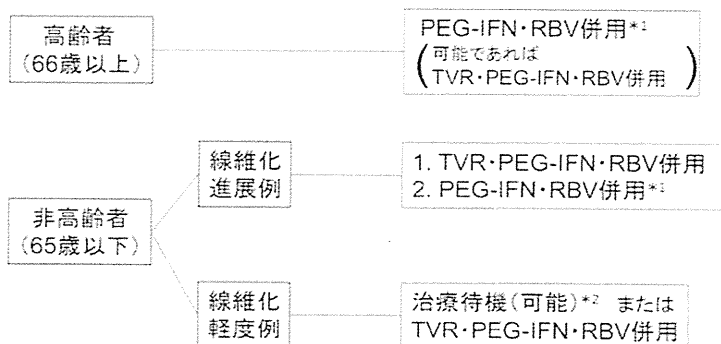 高齢者
(66歳以上)
PEG-IFN・RBV併用*1
(可能であれば
TVR・PEG-IFN・RBV併用)
非高齢者
(65歳以下)
線維化
進展例
1. TVR・PEG-IFN・RBV併用
2. PEG-IFN・RBV併用*1
線維化
軽度例
治療待機(可能)*2 または
TVR・PEG-IFN・RBV併用